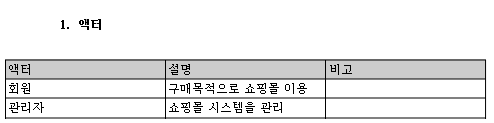 1. 액터
액터 설명 비고
회원 구매목적으로 쇼핑몰 이용
관리자 쇼핑몰 시스템을 관리